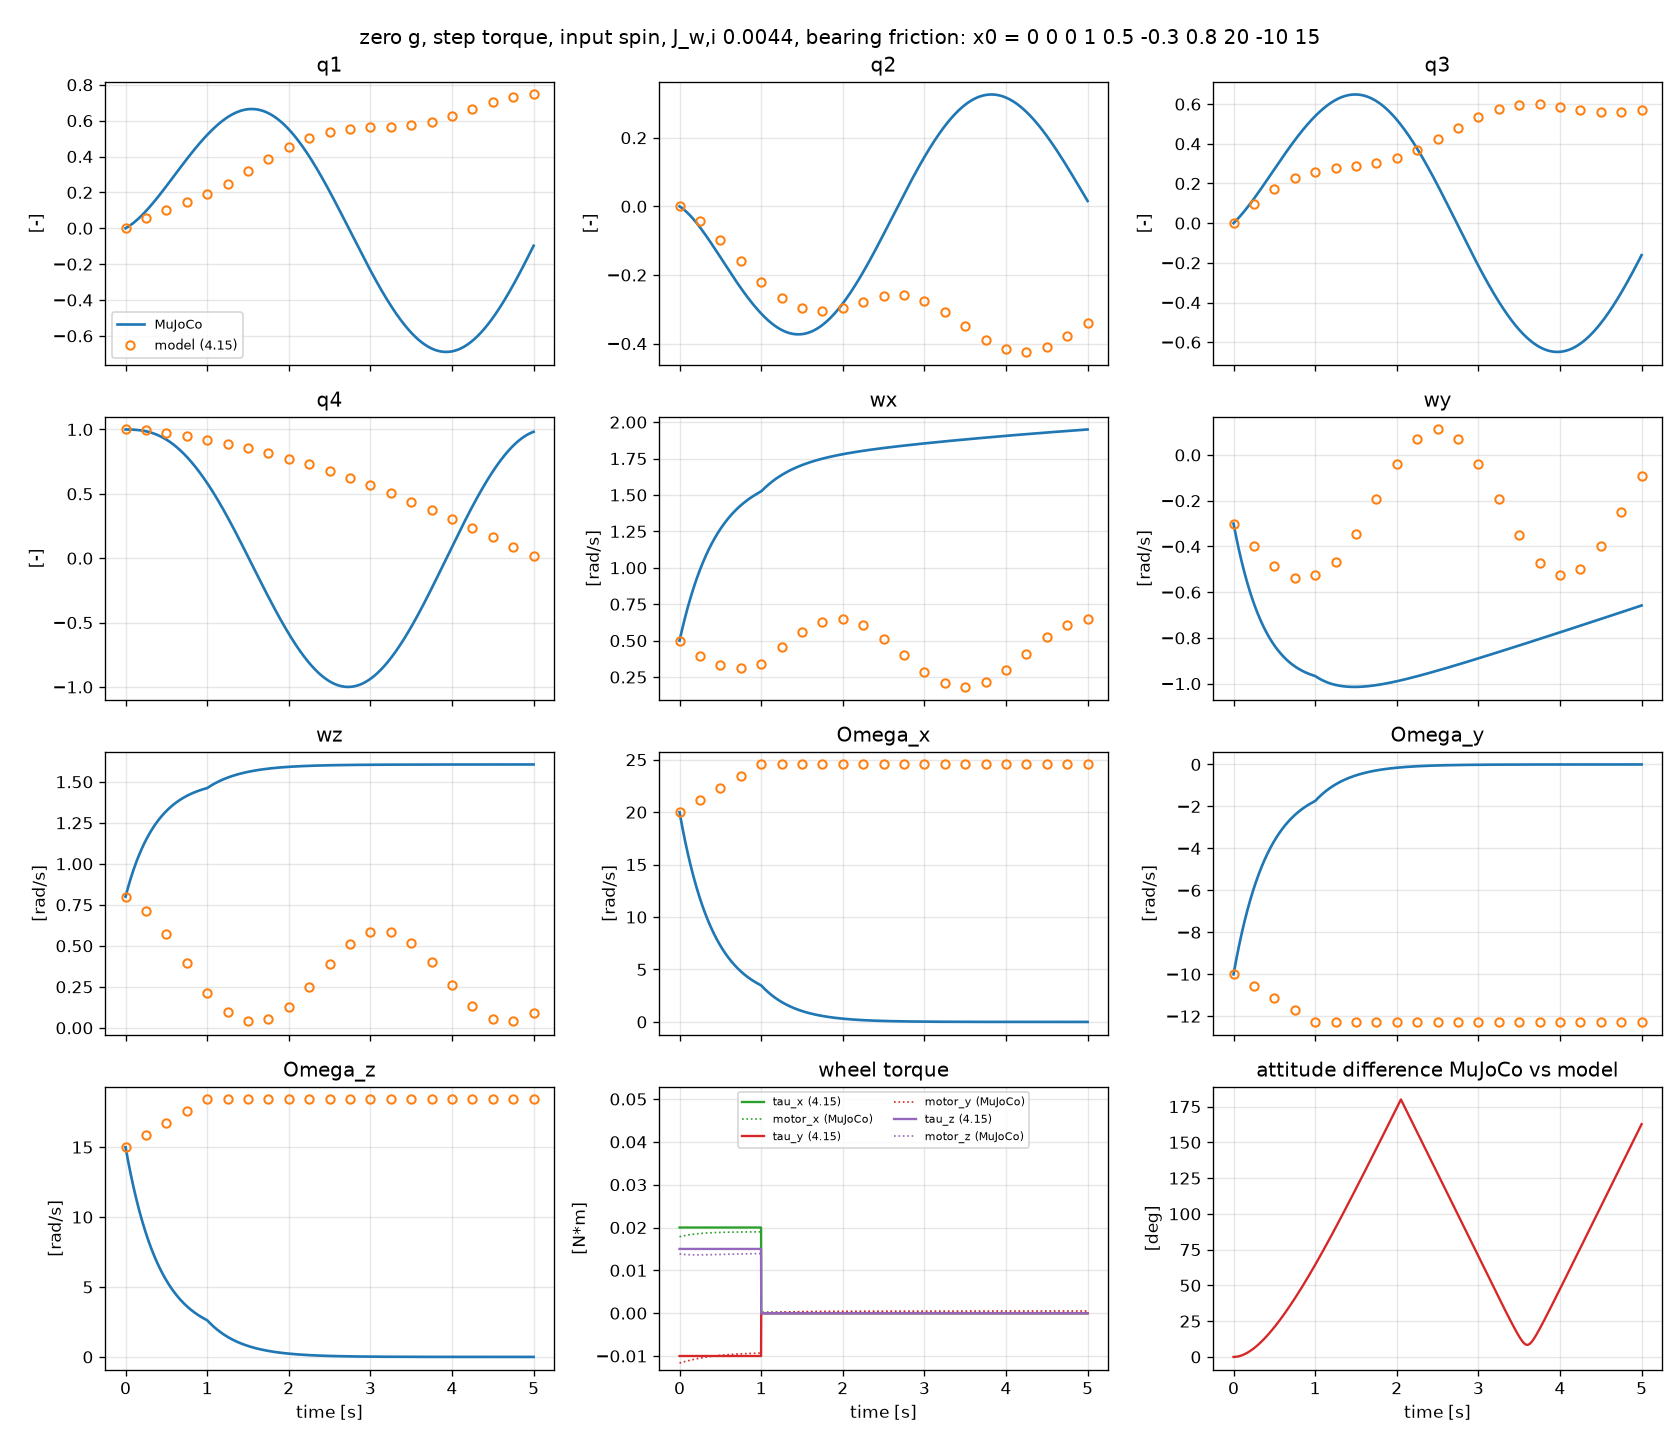 zero g, step torque, input spin, J_w,i 0.0044, bearing friction: x0 = 0 0 0 1 0.5 -0.3 0.8 20 -10 15
q1
q2
q3
0.8
0.6
0.4
0.2
0.0
−0.2
−0.4
−0.6
[-]
MuJoCo
model (4.15)
0.2
0.0
−0.2
−0.4
[-]
0.6
0.4
0.2
0.0
−0.2
−0.4
−0.6
[-]
q4
wx
wy
1.0
0.5
0.0
−0.5
−1.0
[-]
2.00
1.75
1.50
1.25
1.00
0.75
0.50
0.25
[rad/s]
0.0
−0.2
−0.4
−0.6
−0.8
−1.0
[rad/s]
wz
Omega_x
Omega_y
1.50
1.25
1.00
0.75
0.50
0.25
0.00
[rad/s]
25
20
15
10
5
0
[rad/s]
0
−2
−4
−6
−8
−10
−12
[rad/s]
Omega_z
wheel torque
attitude difference MuJoCo vs model
15
10
5
0
[rad/s]
0 1 2 3 4 5
time [s]
0.05
0.04
0.03
0.02
0.01
0.00
−0.01
[N*m]
tau_x (4.15)
motor_x (MuJoCo)
tau_y (4.15)
motor_y (MuJoCo)
tau_z (4.15)
motor_z (MuJoCo)
0 1 2 3 4 5
time [s]
175
150
125
100
75
50
25
0
[deg]
0 1 2 3 4 5
time [s]